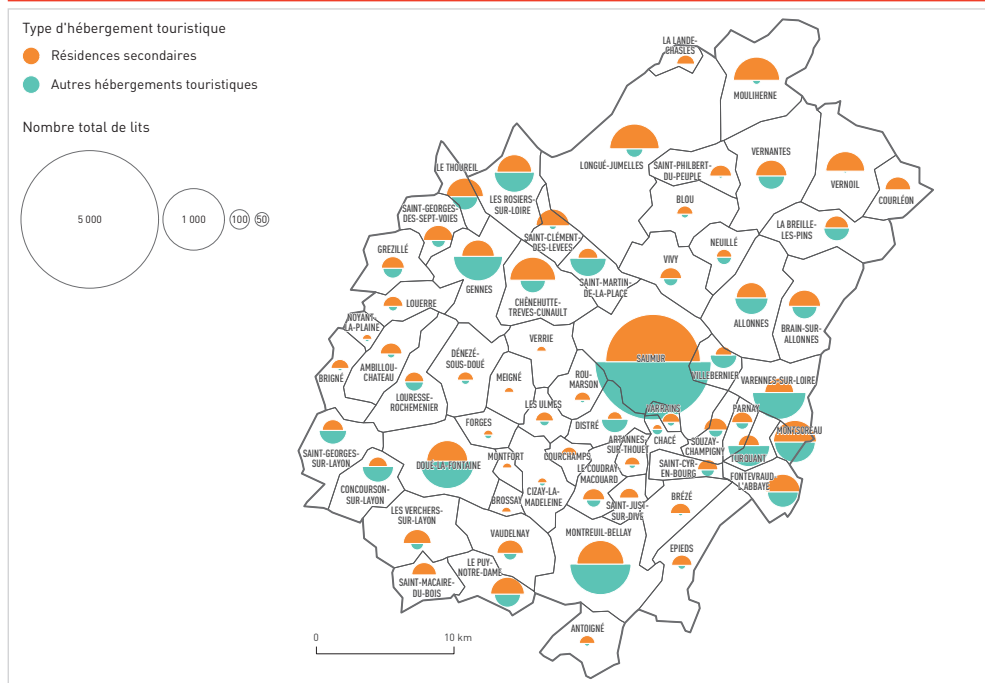 Type d'hébergement touristique
Résidences secondaires
Autres hébergements touristiques
Nombre total de lits
5 000
1 000
100
50
LA LANDE-
CHASLES
MOULIHERNE
LONGUÉ-JUMELLES
SAINT-PHILBERT-
DU-PEUPLE
VERNANTES
VERNOIL
COURLÉON
LE THOUREIL
LES ROSIERS-
SUR-LOIRE
BLOU
LA BREILLE-
LES-PINS
SAINT-GEORGES-
DES-SEPT-VOIES
SAINT-CLÉMENT-
DES-LEVEES
NEUILLÉ
GREZILLÉ
VIVY
GENNES
SAINT-MARTIN-
DE-LA-PLACE
CHÊNEHUTTE-
TREVES-CUNAULT
LOUERRE
ALLONNES
BRAIN-SUR-
ALLONNES
NOYANT-
LA-PLAINE
VERRIE
SAUMUR
VILLEBERNIER
VARENNES-SUR-LOIRE
AMBILLOU-
CHATEAU
DÉNEZÉ-
SOUS-DOUÉ
MEIGNÉ
ROU-
MARSON
BRIGNÉ
LOURESSE-
ROCHEMENIER
LES ULMES
VARRAINS
PARNAY
FORGES
DISTRÉ
CHACÉ
SOUZAY-
CHAMPIGNY
MONTSOREAU
SAINT-GEORGES-
SUR-LAYON
DOUÉ-LA-FONTAINE
MONTFORT
COURCHAMPS
ARTANNES-
SUR-THOUET
SAINT-CYR-
EN-BOURG
TURQUANT
FONTEVRAUD-
L'ABBAYE
CONCOURSON-
SUR-LAYON
LE COUDRAY-
MACOUARD
BROSSAY
CIZAY-LA-
MADELEINE
SAINT-JUST-
SUR-DIVE
BRÉZÉ
LES VERCHERS-
SUR-LAYON
VAUDELNAY
MONTREUIL-BELLAY
EPIEDS
LE PUY-
NOTRE-DAME
SAINT-MACAIRE-
DU-BOIS
ANTOIGNÉ
0
10 km